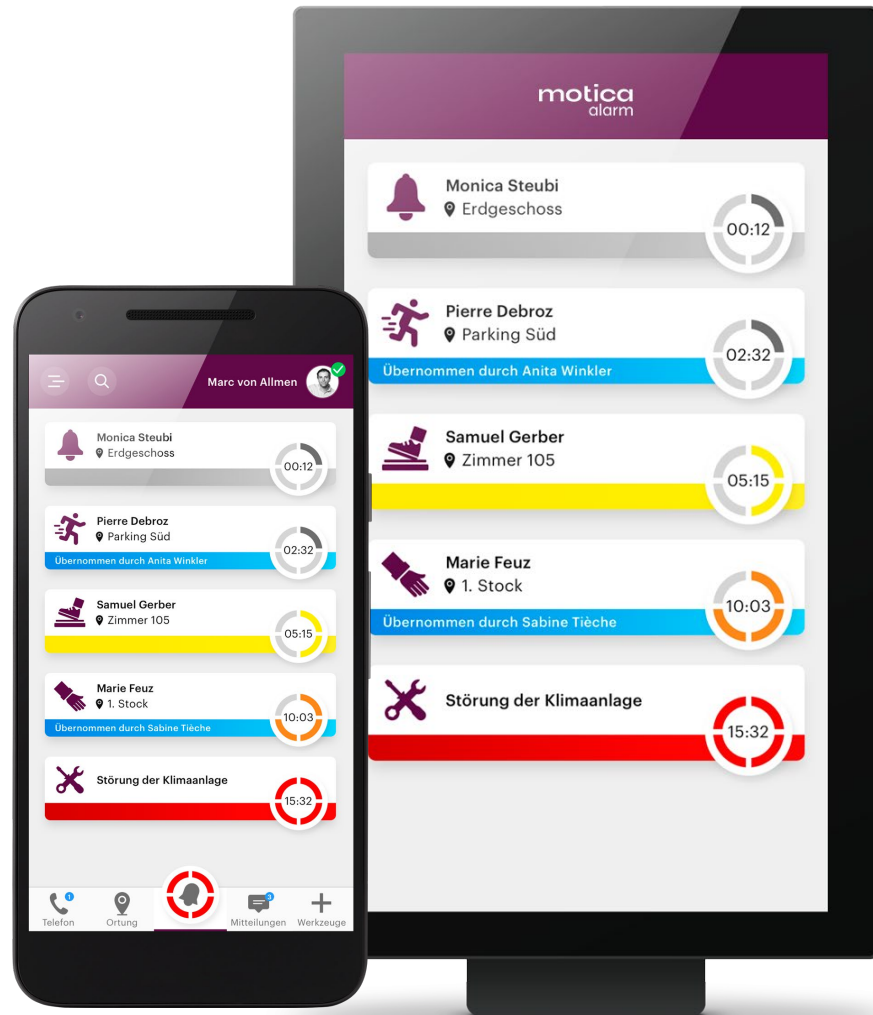 motica
alarm
Monica Steubi
Erdgeschoss
00:12
Pierre Debroz
Parking Süd
02:32
Übernommen durch Anita Winkler
Samuel Gerber
Zimmer 105
05:15
Marie Feuz
1. Stock
10:03
Übernommen durch Sabine Tièche
Störung der Klimaanlage
15:32
Marc von Allmen
Monica Steubi
Erdgeschoss
00:12
Pierre Debroz
Parking Süd
02:32
Übernommen durch Anita Winkler
Samuel Gerber
Zimmer 105
05:15
Marie Feuz
1. Stock
10:03
Übernommen durch Sabine Tièche
Störung der Klimaanlage
15:32
1
3
Telefon
Ortung
Mitteilungen
Werkzeuge